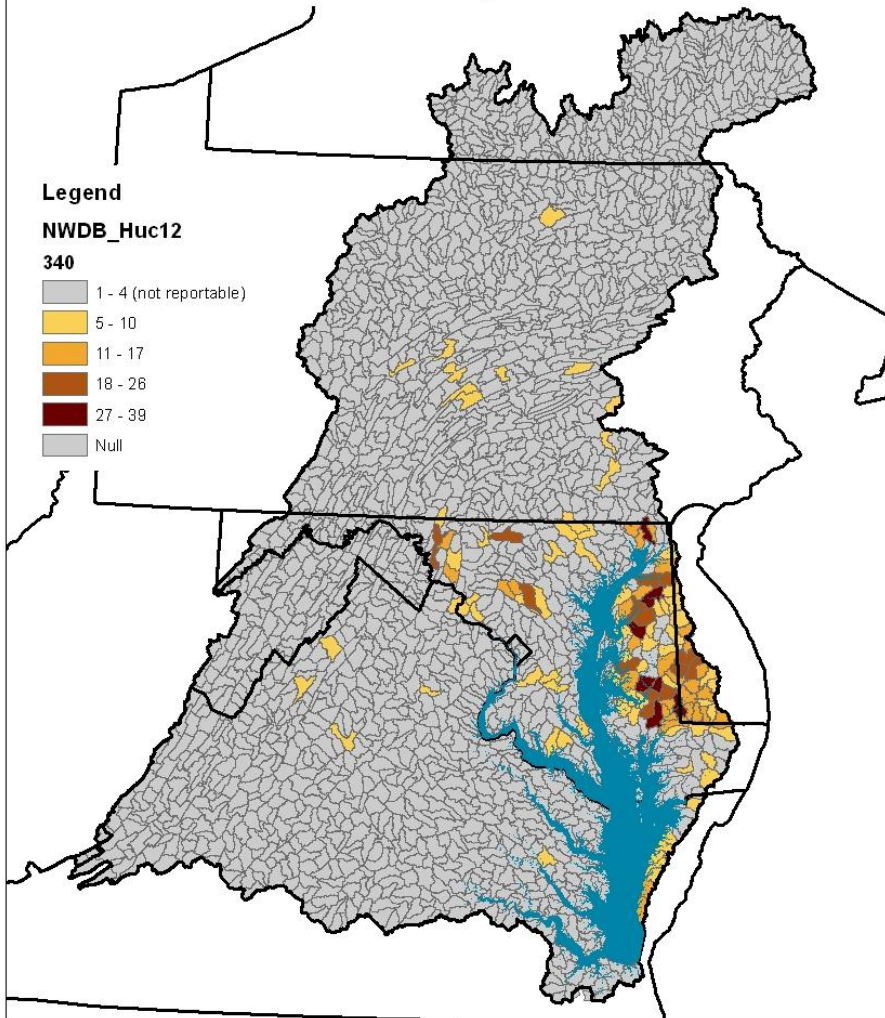 Legend
NWDB_Huc12
340
1 - 4 (not reportable)
5 - 10
11 - 17
18 - 26
27 - 39
Null